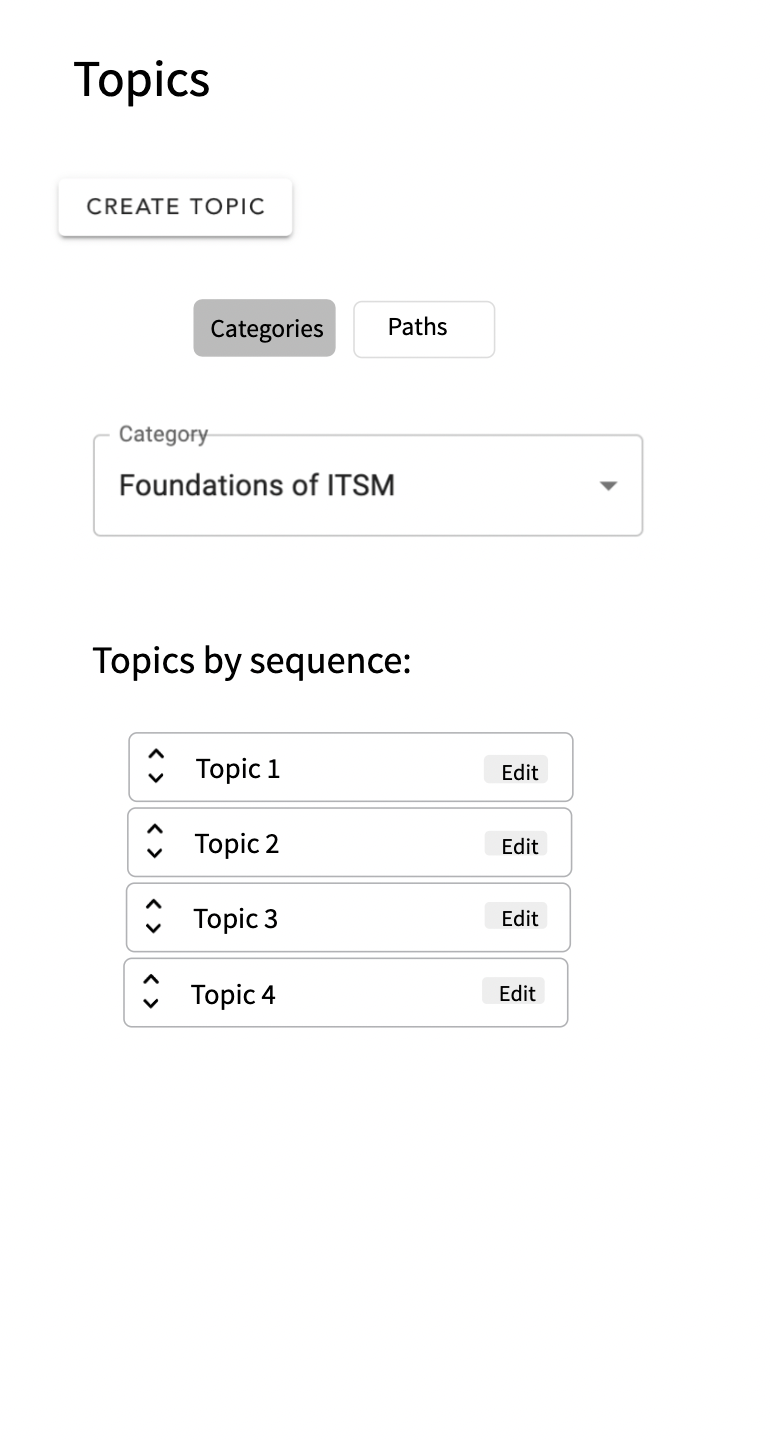 Topics
CREATE TOPIC
Categories
Paths
Category
Foundations of ITSM
Topics by sequence:
Topic 1 Edit
Topic 2 Edit
Topic 3 Edit
Topic 4 Edit